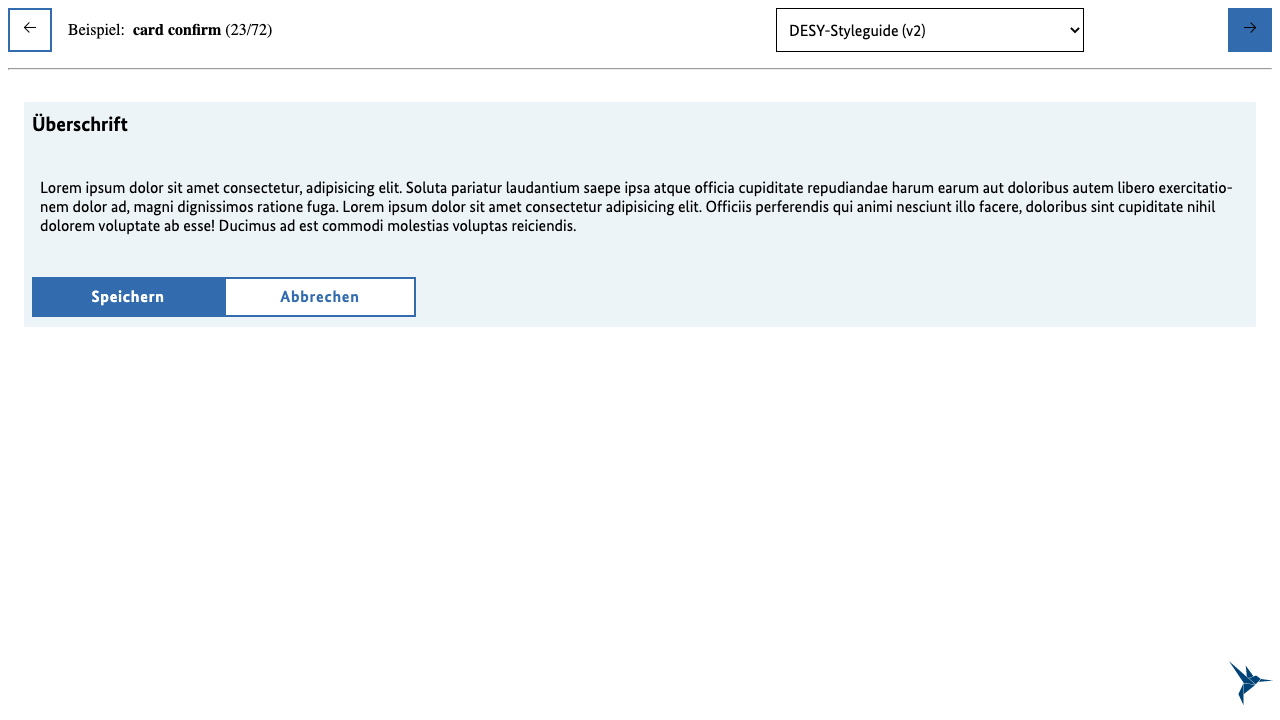 ←
Beispiel: card confirm (23/72)
DESY-Styleguide (v2)
→
Überschrift
Lorem ipsum dolor sit amet consectetur, adipisicing elit. Soluta pariatur laudantium saepe ipsa atque officia cupiditate repudiandae harum earum aut doloribus autem libero exercitatio-
nem dolor ad, magni dignissimos ratione fuga. Lorem ipsum dolor sit amet consectetur adipisicing elit. Officiis perferendis qui animi nesciunt illo facere, doloribus sint cupiditate nihil
dolorem voluptate ab esse! Ducimus ad est commodi molestias voluptas reiciendis.
Speichern
Abbrechen